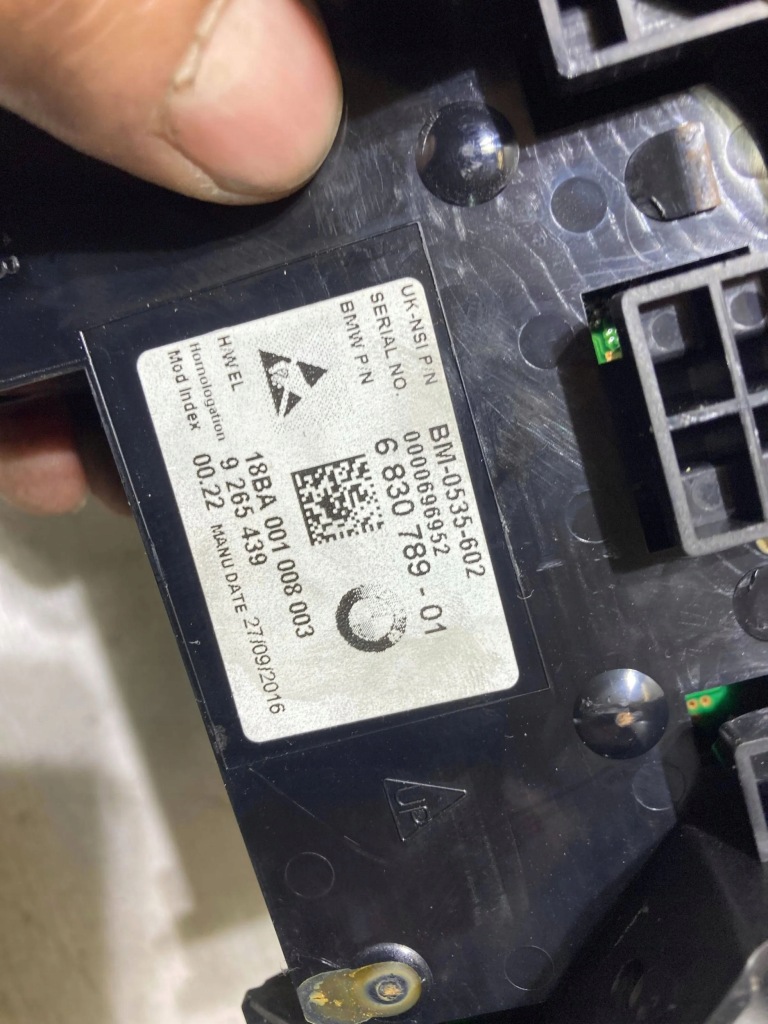 UK-NSI P/N BM-0535-602
SERIAL NO. 0000696952
BMW P/N 6 830 789 - 01
H/W EL 18BA 001 008 003
Homologation 9 265 439
Mod Index 00.22 MANU DATE 27/09/2016
UP